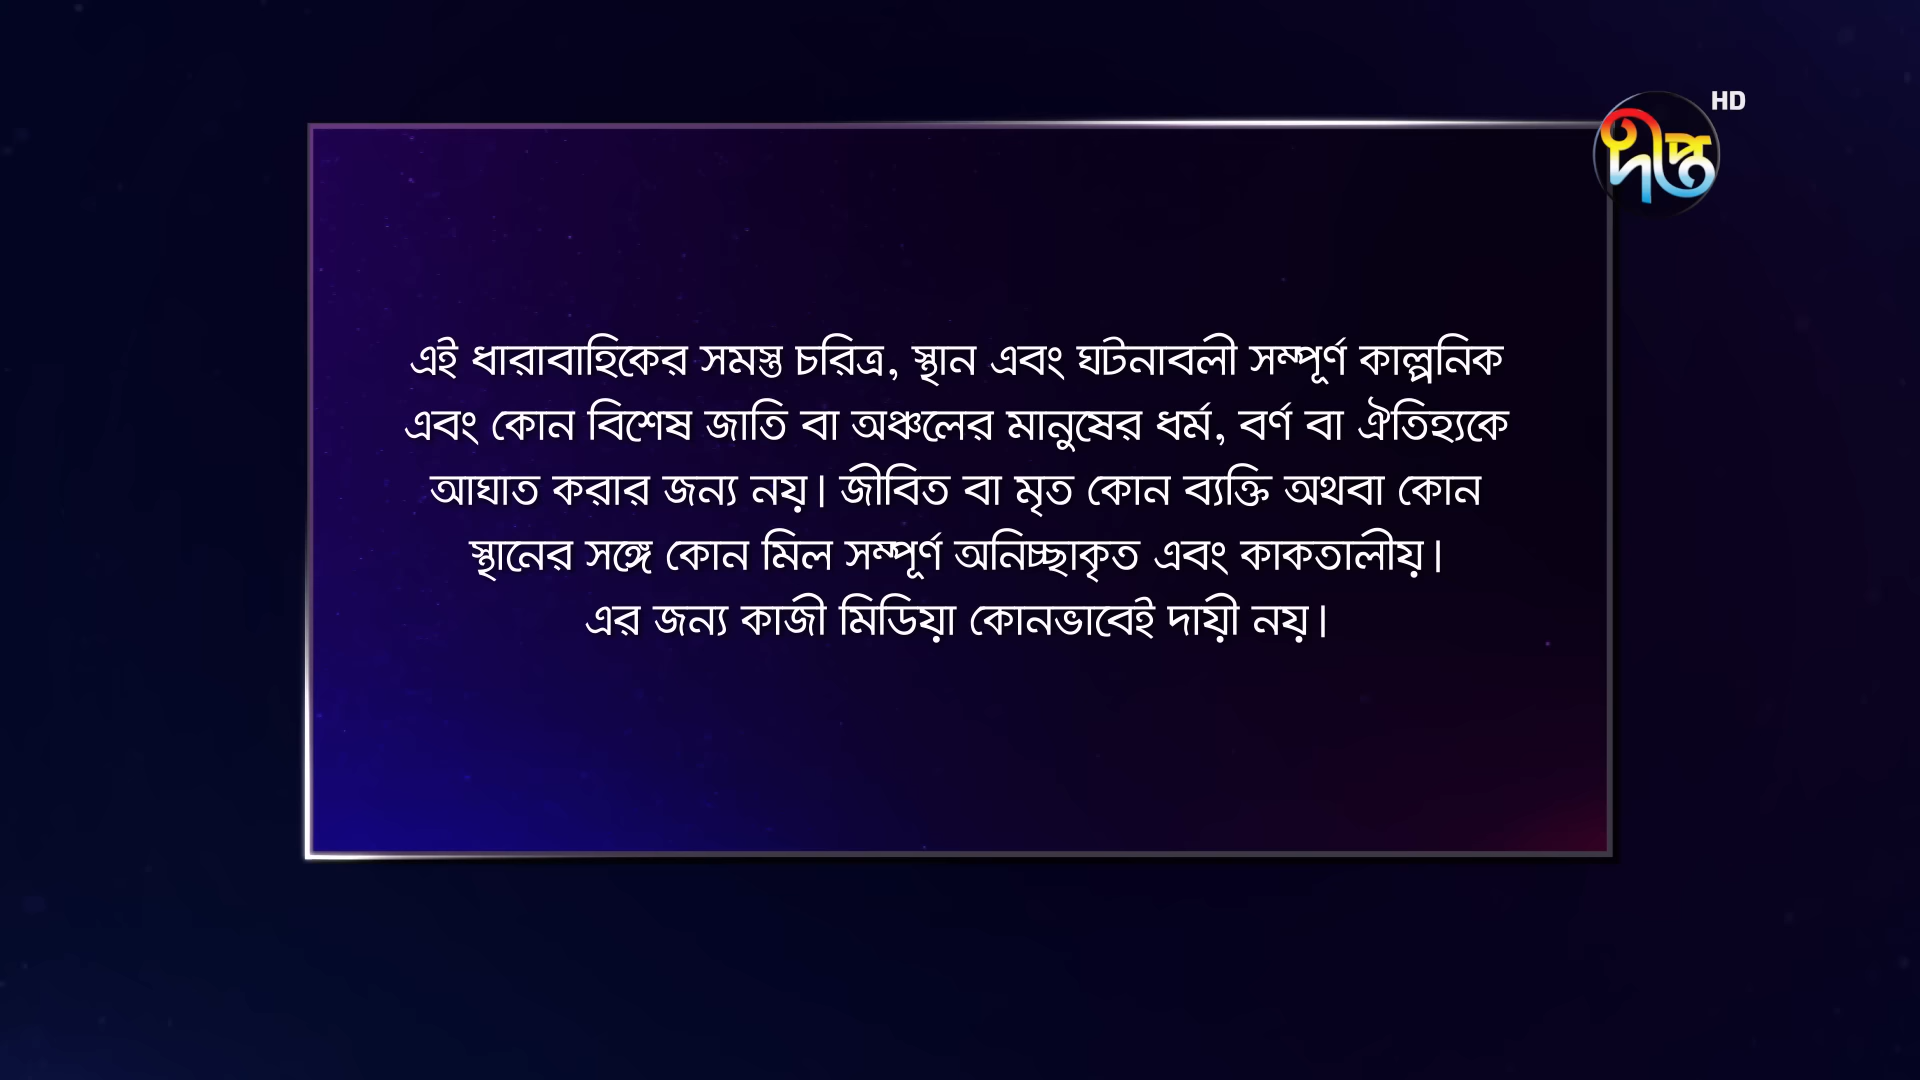 HD
দীপ্ত
এই ধারাবাহিকের সমস্ত চরিত্র, স্থান এবং ঘটনাবলী সম্পূর্ণ কাল্পনিক
এবং কোন বিশেষ জাতি বা অঞ্চলের মানুষের ধর্ম, বর্ণ বা ঐতিহ্যকে
আঘাত করার জন্য নয়। জীবিত বা মৃত কোন ব্যক্তি অথবা কোন
স্থানের সঙ্গে কোন মিল সম্পূর্ণ অনিচ্ছাকৃত এবং কাকতালীয়।
এর জন্য কাজী মিডিয়া কোনভাবেই দায়ী নয়।